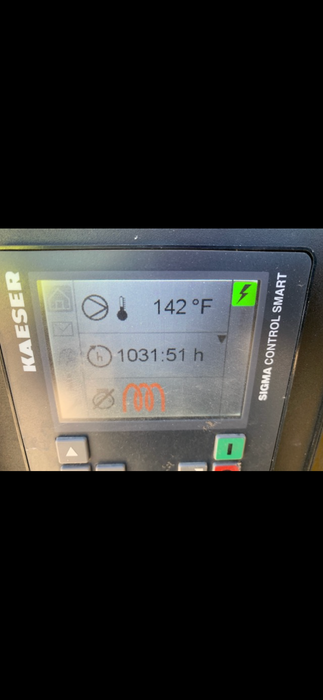 KAESER
142 °F
h 1031:51 h
SIGMA CONTROL SMART